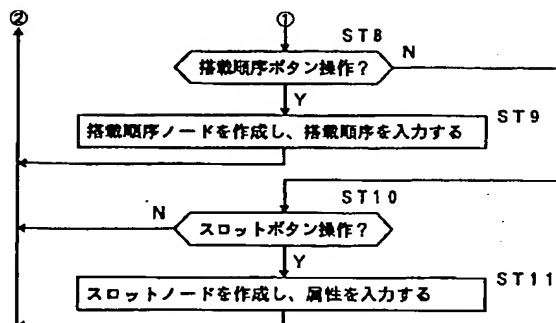 ② ①
ST8
搭載順序ボタン操作？ N
Y
ST9
搭載順序ノードを作成し、搭載順序を入力する
ST10
N
スロットボタン操作？
Y
ST11
スロットノードを作成し、属性を入力する